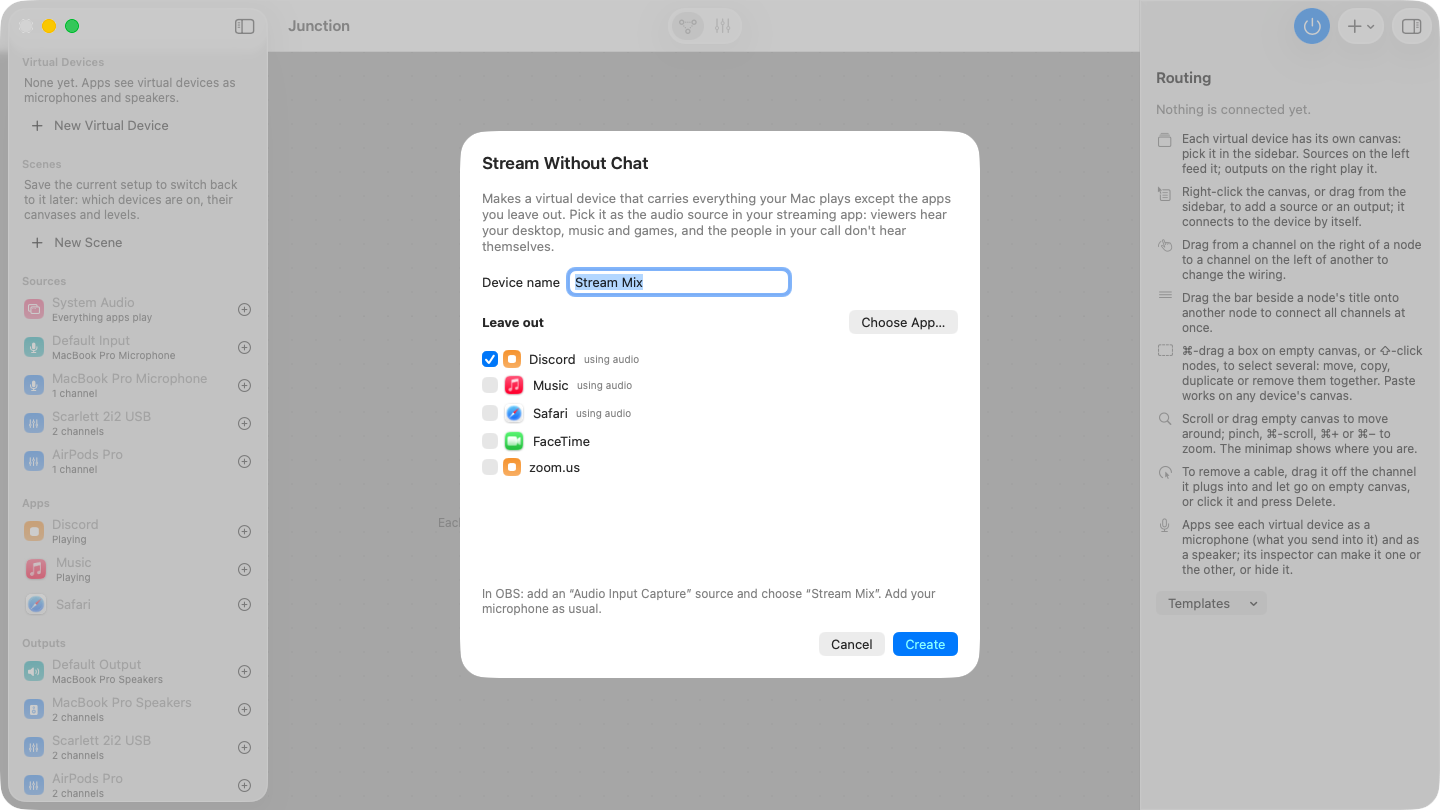 Junction
Virtual Devices
None yet. Apps see virtual devices as
microphones and speakers.
New Virtual Device
Scenes
Save the current setup to switch back
to it later: which devices are on, their
canvases and levels.
New Scene
Sources
System Audio
Everything apps play
Default Input
MacBook Pro Microphone
MacBook Pro Microphone
1 channel
Scarlett 2i2 USB
2 channels
AirPods Pro
1 channel
Apps
Discord
Playing
Music
Playing
Safari
Outputs
Default Output
MacBook Pro Speakers
MacBook Pro Speakers
2 channels
Scarlett 2i2 USB
2 channels
AirPods Pro
2 channels
Eac
Stream Without Chat
Makes a virtual device that carries everything your Mac plays except the apps
you leave out. Pick it as the audio source in your streaming app: viewers hear
your desktop, music and games, and the people in your call don't hear
themselves.
Device name Stream Mix
Leave out Choose App...
Discord using audio
Music using audio
Safari using audio
FaceTime
zoom.us
In OBS: add an “Audio Input Capture” source and choose “Stream Mix”. Add your
microphone as usual.
Cancel Create
Routing
Nothing is connected yet.
Each virtual device has its own canvas:
pick it in the sidebar. Sources on the left
feed it; outputs on the right play it.
Right-click the canvas, or drag from the
sidebar, to add a source or an output; it
connects to the device by itself.
Drag from a channel on the right of a node
to a channel on the left of another to
change the wiring.
Drag the bar beside a node's title onto
another node to connect all channels at
once.
⌘-drag a box on empty canvas, or ⇧-click
nodes, to select several: move, copy,
duplicate or remove them together. Paste
works on any device's canvas.
Scroll or drag empty canvas to move
around; pinch, ⌘-scroll, ⌘+ or ⌘− to
zoom. The minimap shows where you are.
To remove a cable, drag it off the channel
it plugs into and let go on empty canvas,
or click it and press Delete.
Apps see each virtual device as a
microphone (what you send into it) and as
a speaker; its inspector can make it one or
the other, or hide it.
Templates